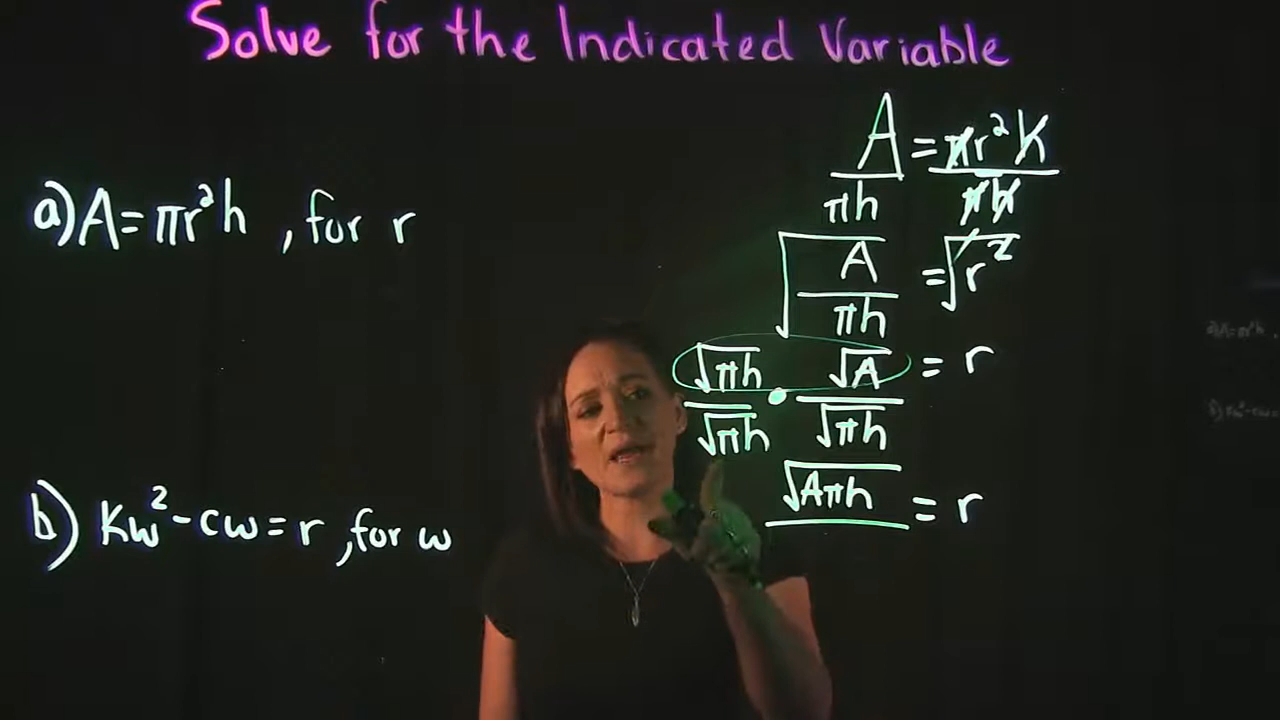 Solve for the Indicated Variable
a) A = πr²h , for r
b) Kw² - cw = r , for w
A = πr²h
πh πh
√A = √r²
πh
√πh · √A = r
√πh √πh
√Aπh = r